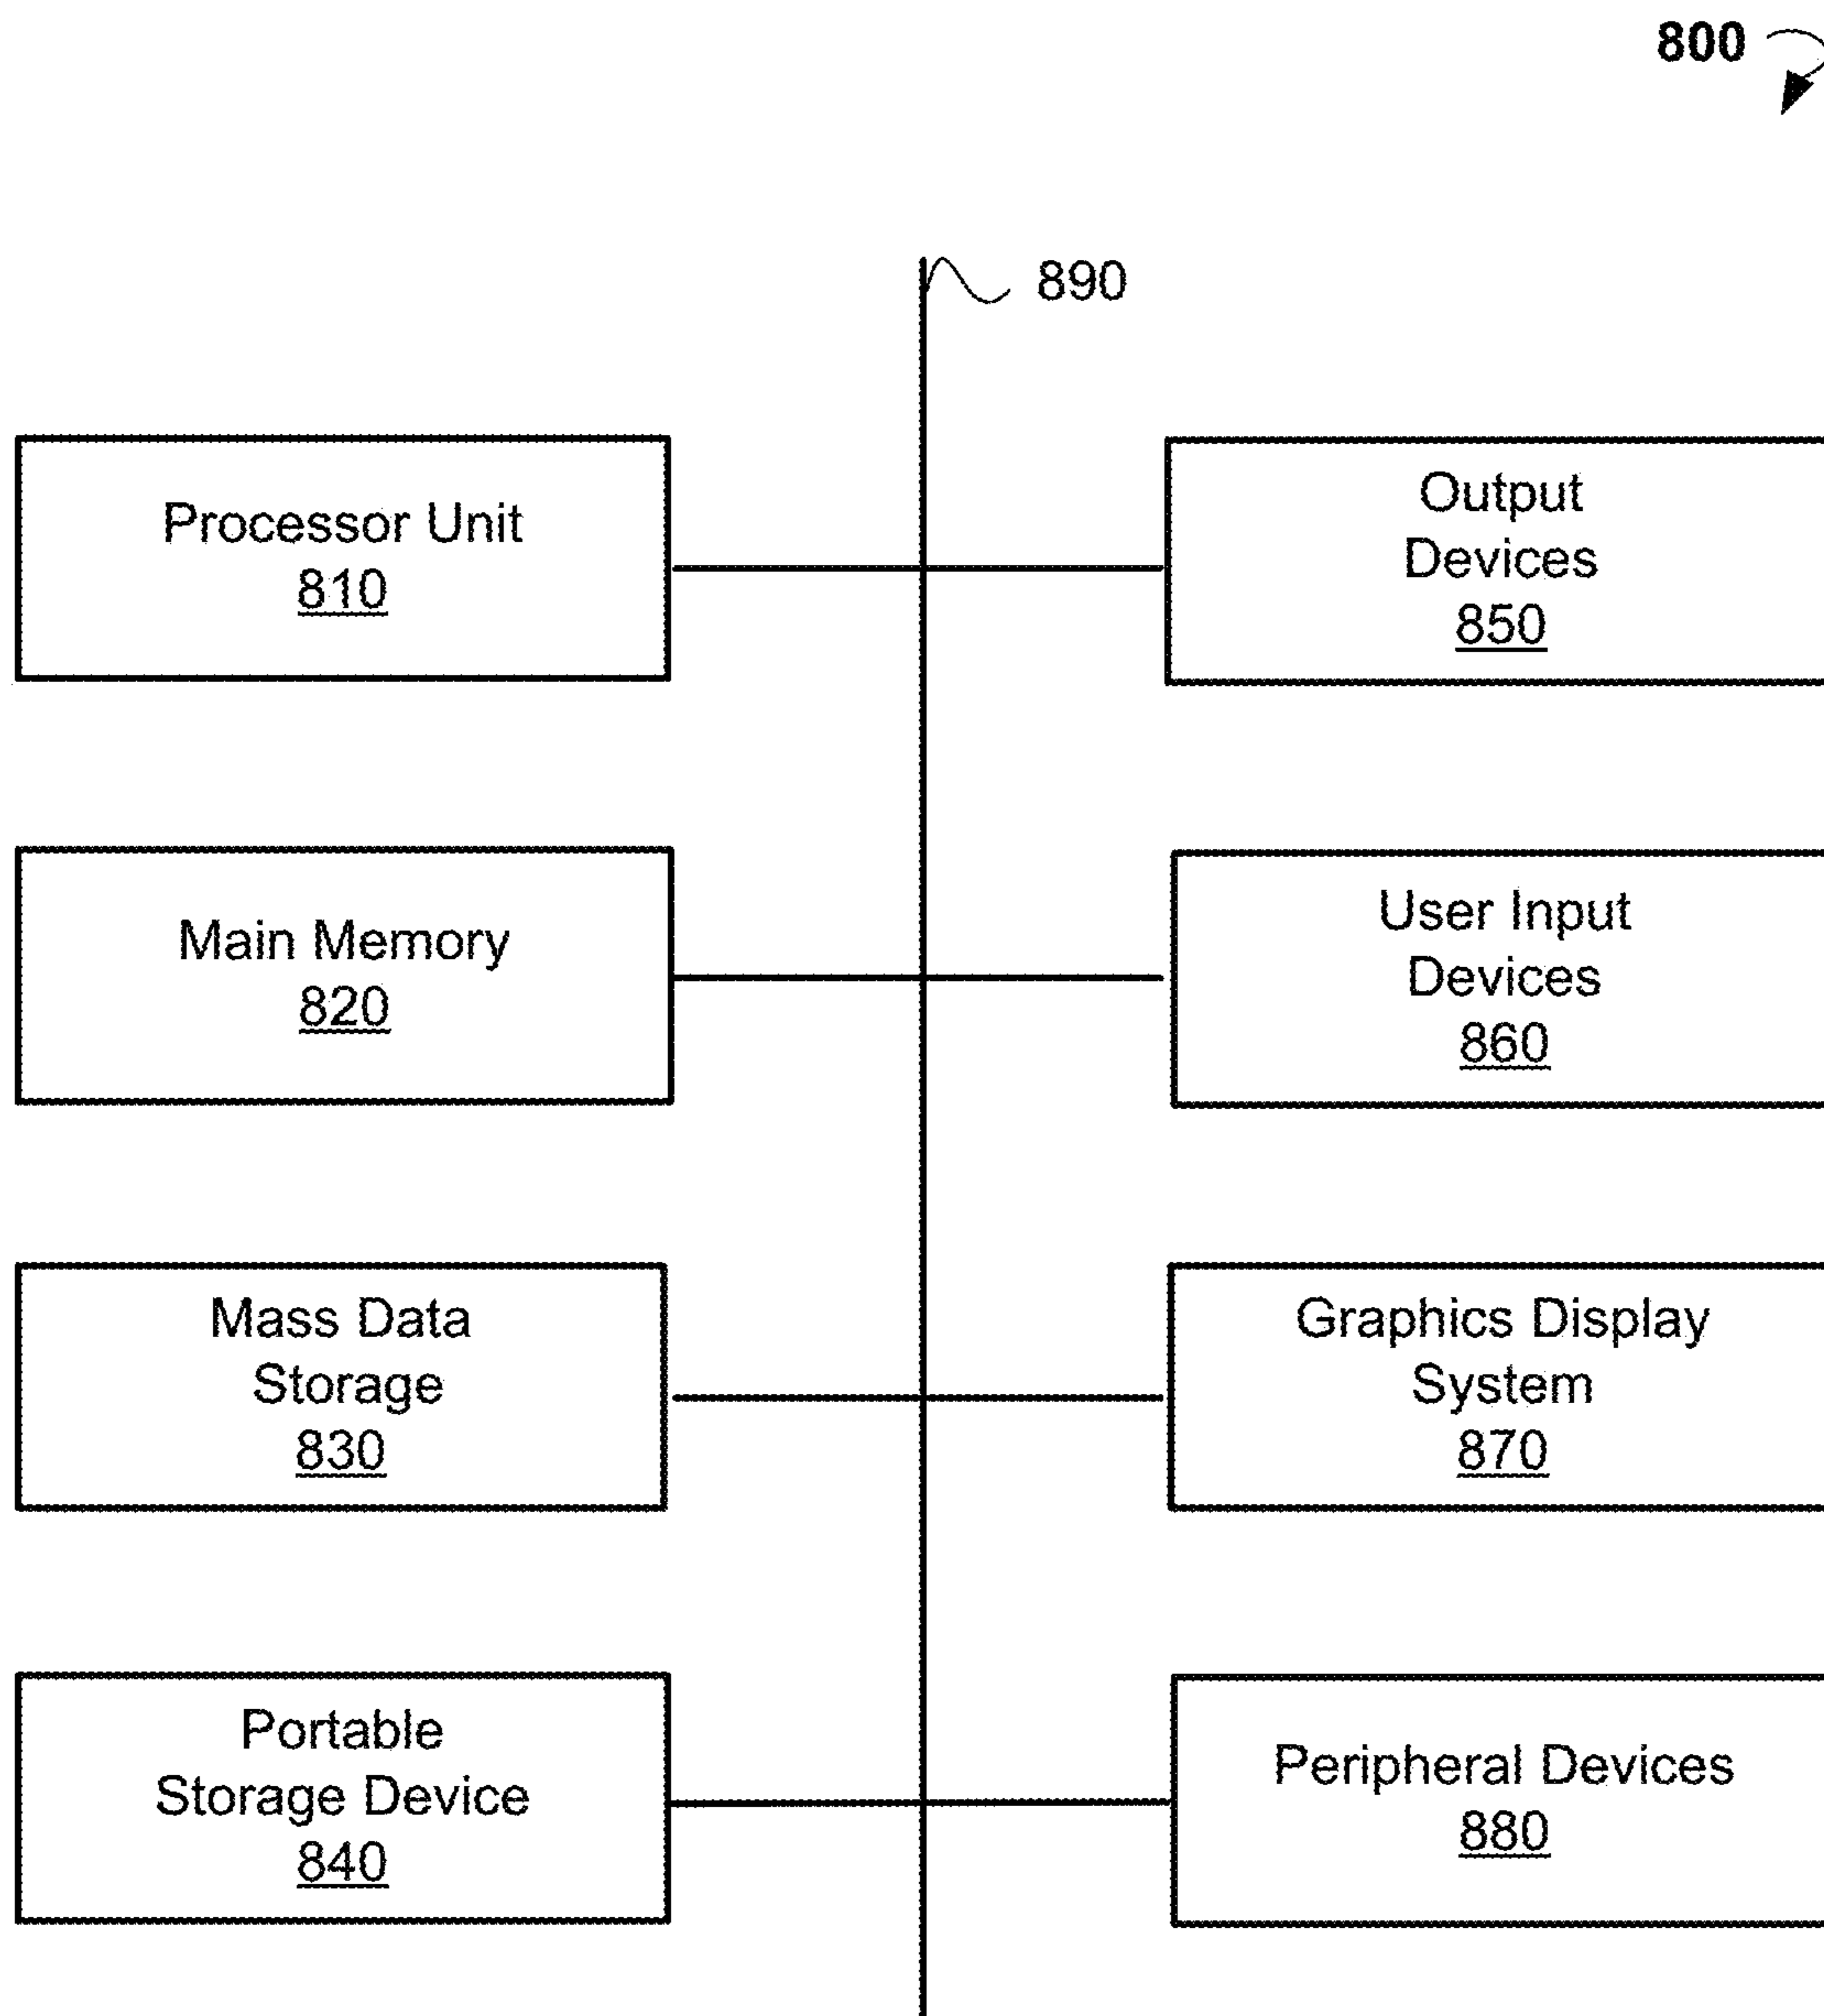 800
890
Processor Unit
810
Output
Devices
850
Main Memory
820
User Input
Devices
860
Mass Data
Storage
830
Graphics Display
System
870
Portable
Storage Device
840
Peripheral Devices
880